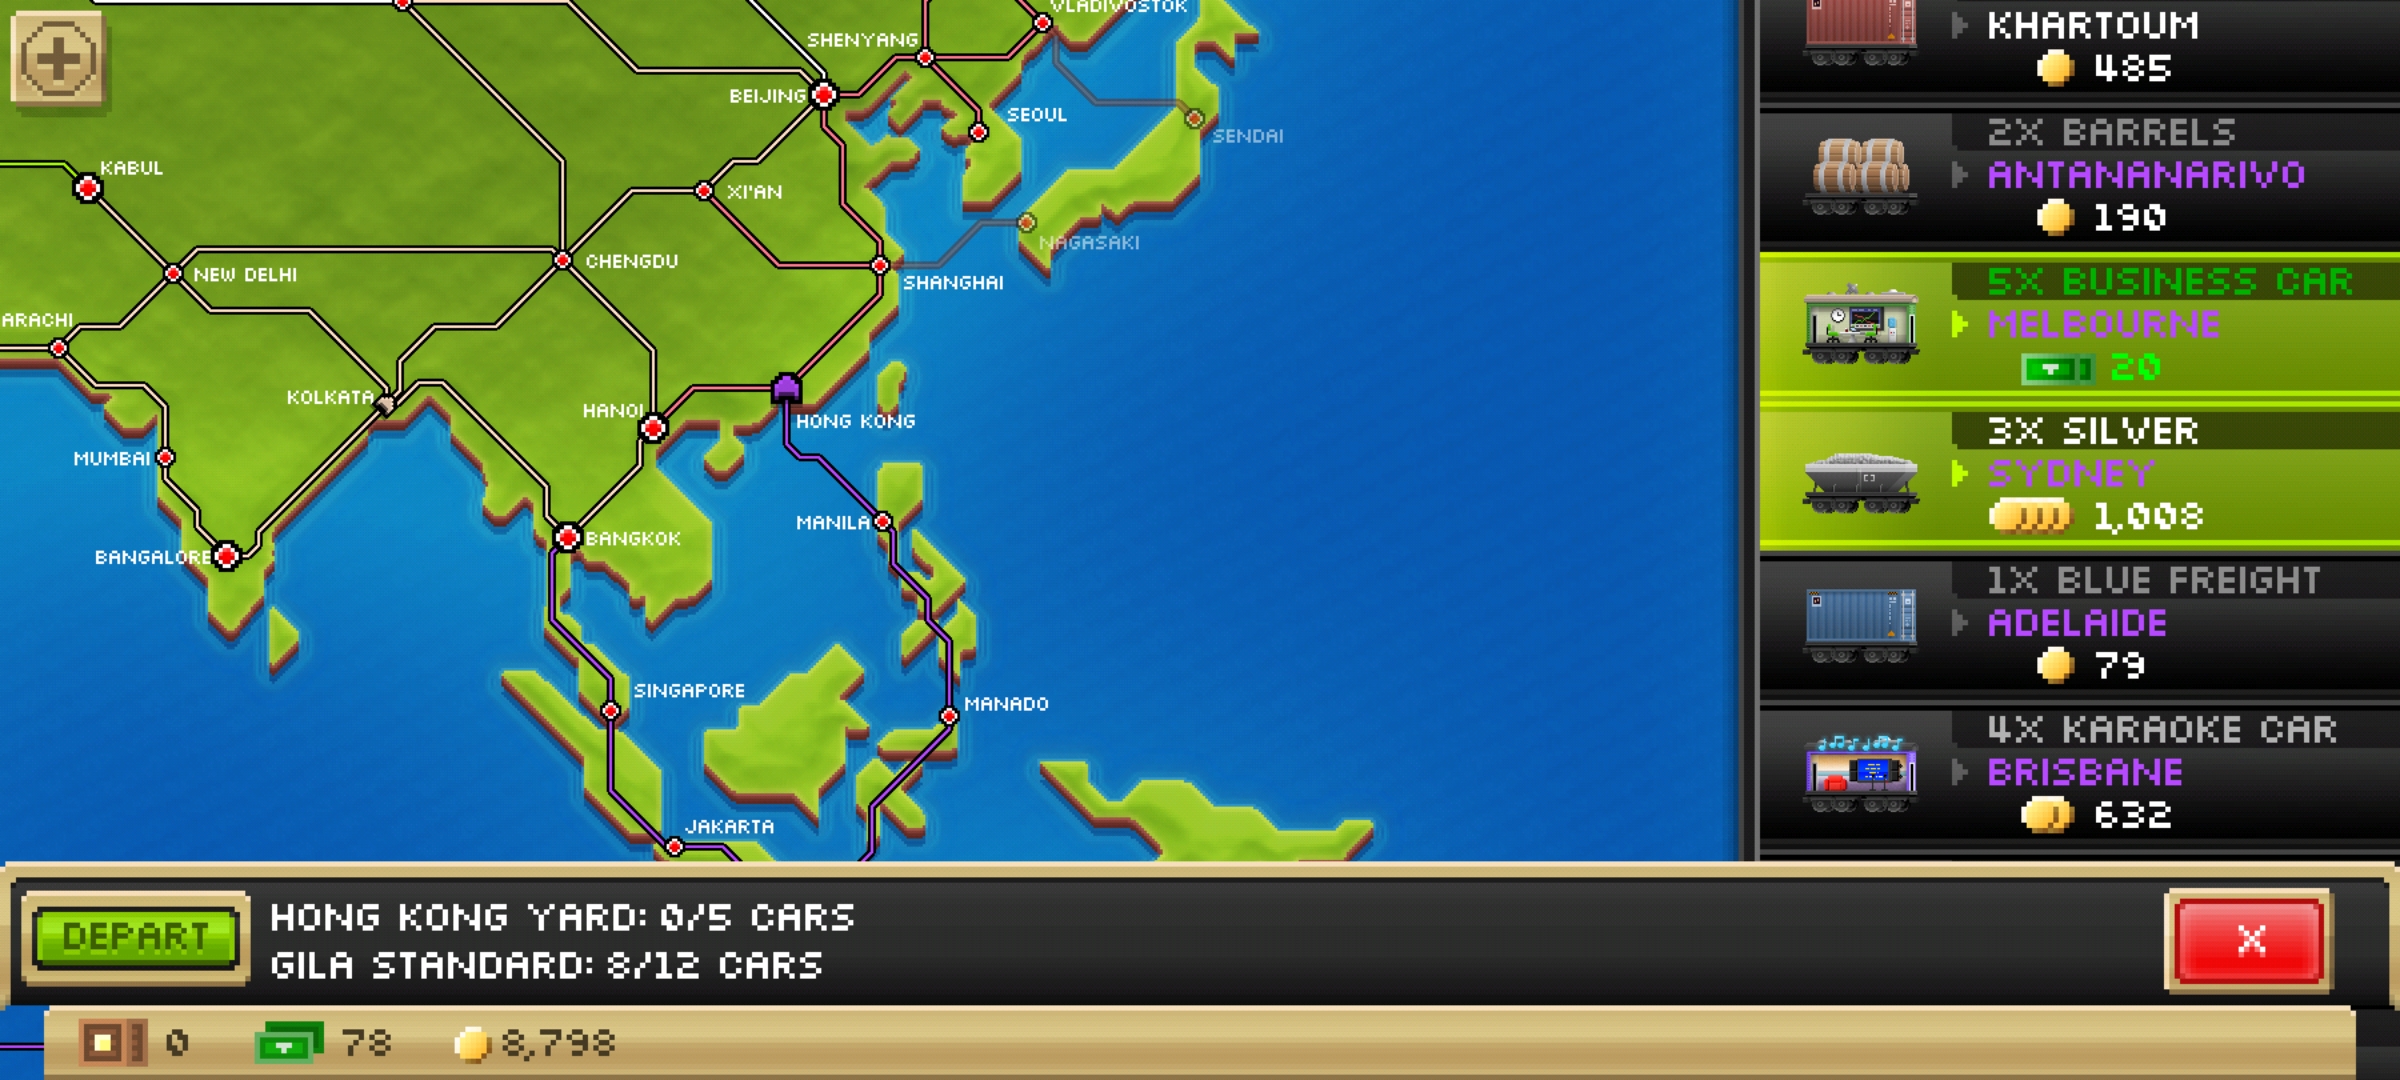 VLADIVOSTOK
SHENYANG
BEIJING
SEOUL
SENDAI
KABUL
XI'AN
NAGASAKI
NEW DELHI
CHENGDU
SHANGHAI
ARACHI
KOLKATA
HANOI
HONG KONG
MUMBAI
MANILA
BANGALORE
BANGKOK
SINGAPORE
MANADO
JAKARTA
KHARTOUM
485
2X BARRELS
ANTANANARIVO
190
5X BUSINESS CAR
MELBOURNE
20
3X SILVER
SYDNEY
1,008
1X BLUE FREIGHT
ADELAIDE
79
4X KARAOKE CAR
BRISBANE
632
DEPART
HONG KONG YARD: 0/5 CARS
GILA STANDARD: 8/12 CARS
X
0
78
8,798